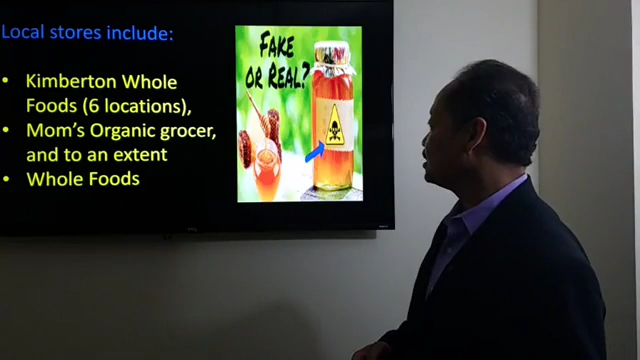 Local stores include:
• Kimberton Whole
Foods (6 locations),
• Mom's Organic grocer,
and to an extent
• Whole Foods
FAKE
OR REAL?